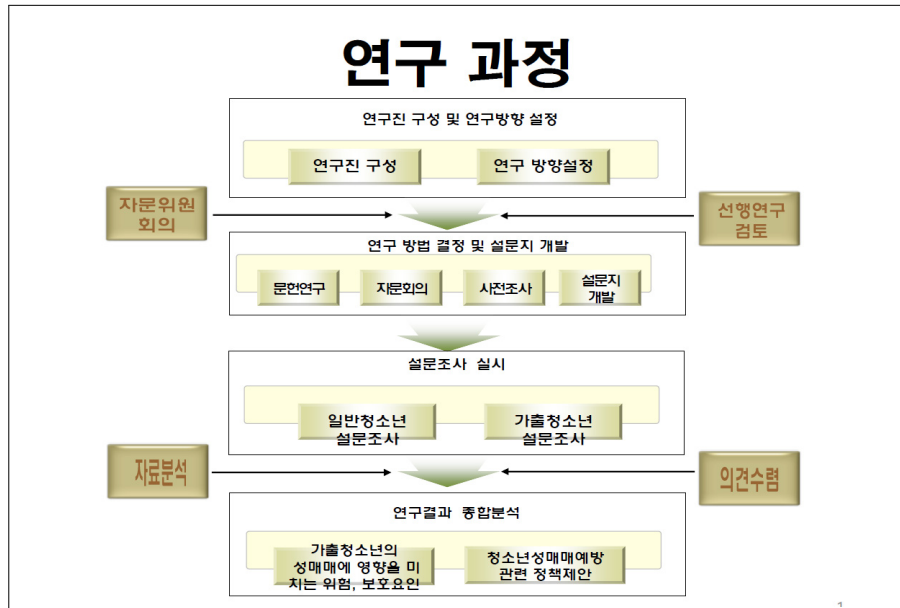 연구 과정
연구진 구성 및 연구방향 설정
연구진 구성
연구 방향설정
자문위원
회의
선행연구
검토
연구 방법 결정 및 설문지 개발
문헌연구
자문회의
사전조사
설문지
개발
설문조사 실시
일반청소년
설문조사
가출청소년
설문조사
자료분석
의견수렴
연구결과 종합분석
가출청소년의
성매매에 영향을 미
치는 위험, 보호요인
청소년성매매예방
관련 정책제안
1